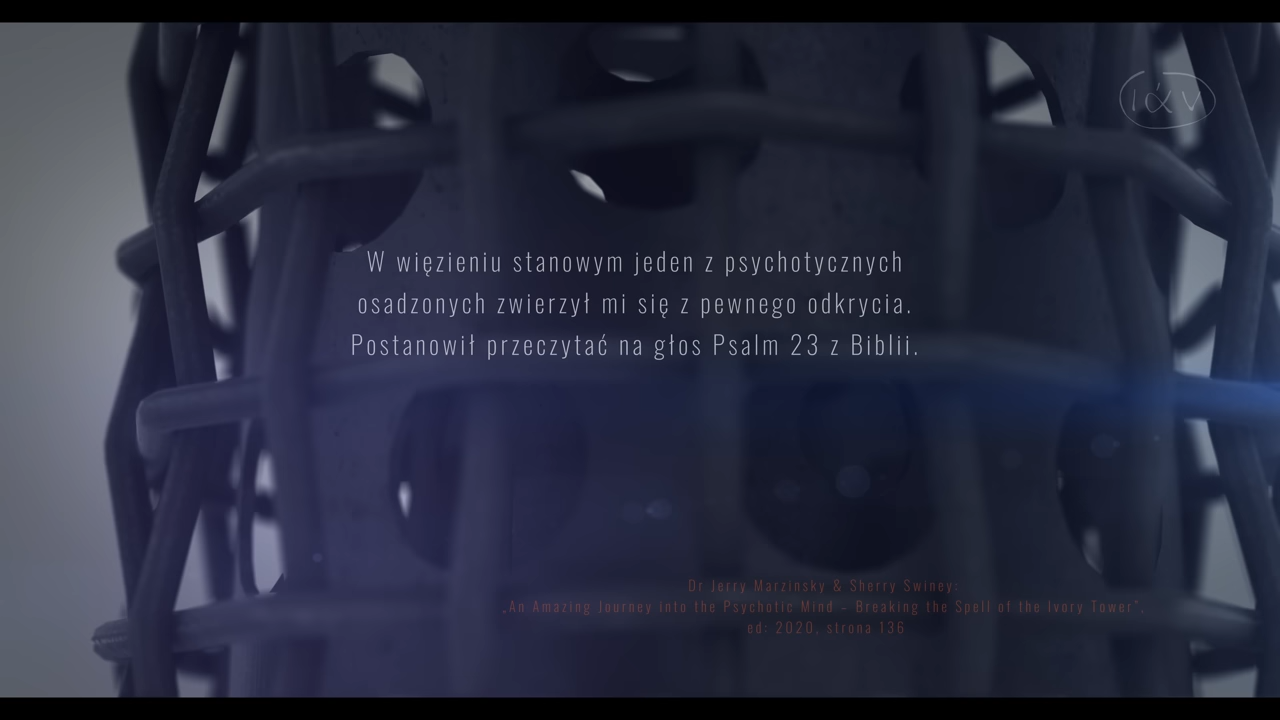 IάV
W więzieniu stanowym jeden z psychotycznych
osadzonych zwierzył mi się z pewnego odkrycia.
Postanowił przeczytać na głos Psalm 23 z Biblii.
Dr Jerry Marzinsky & Sherry Swiney:
„An Amazing Journey into the Psychotic Mind – Breaking the Spell of the Ivory Tower”,
ed: 2020, strona 136